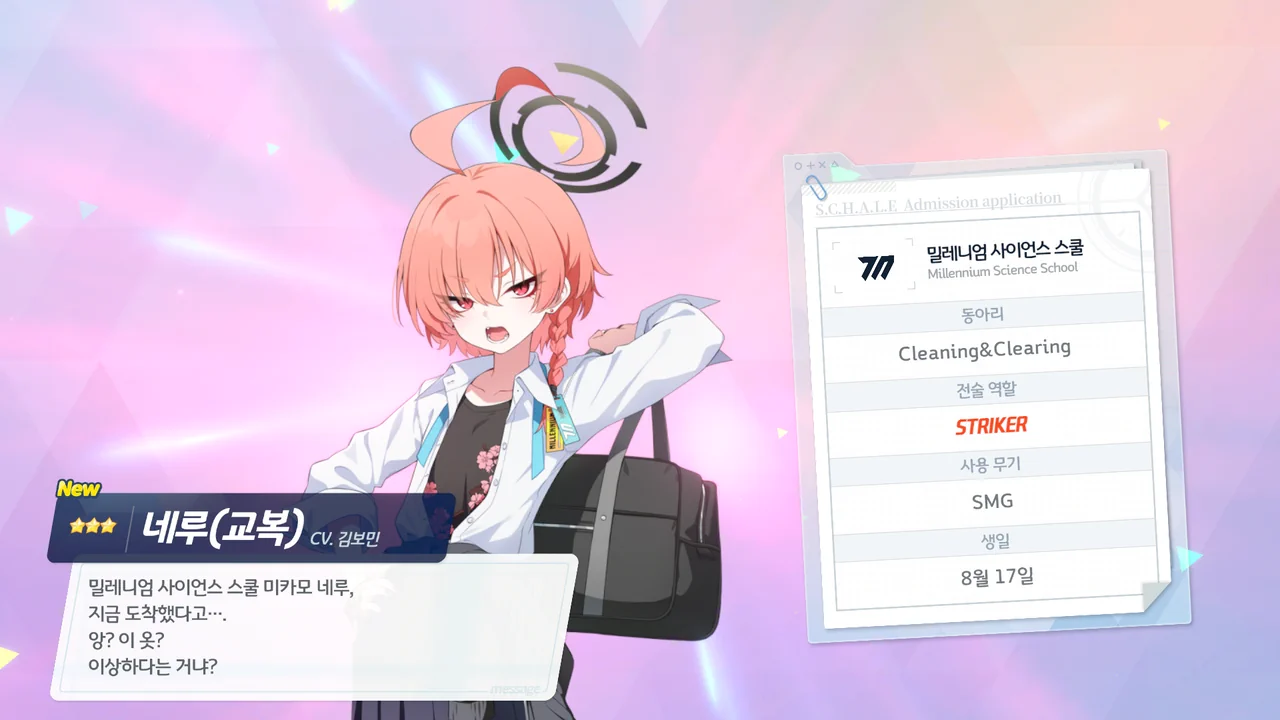 New
네루(교복) CV. 김보민
밀레니엄 사이언스 스쿨 미카모 네루,
지금 도착했다고….
앙? 이 옷?
이상하다는 거냐?
message
MILLENNIUM
S.C.H.A.L.E Admission application
밀레니엄 사이언스 스쿨
Millennium Science School
동아리
Cleaning&Clearing
전술 역할
STRIKER
사용 무기
SMG
생일
8월 17일